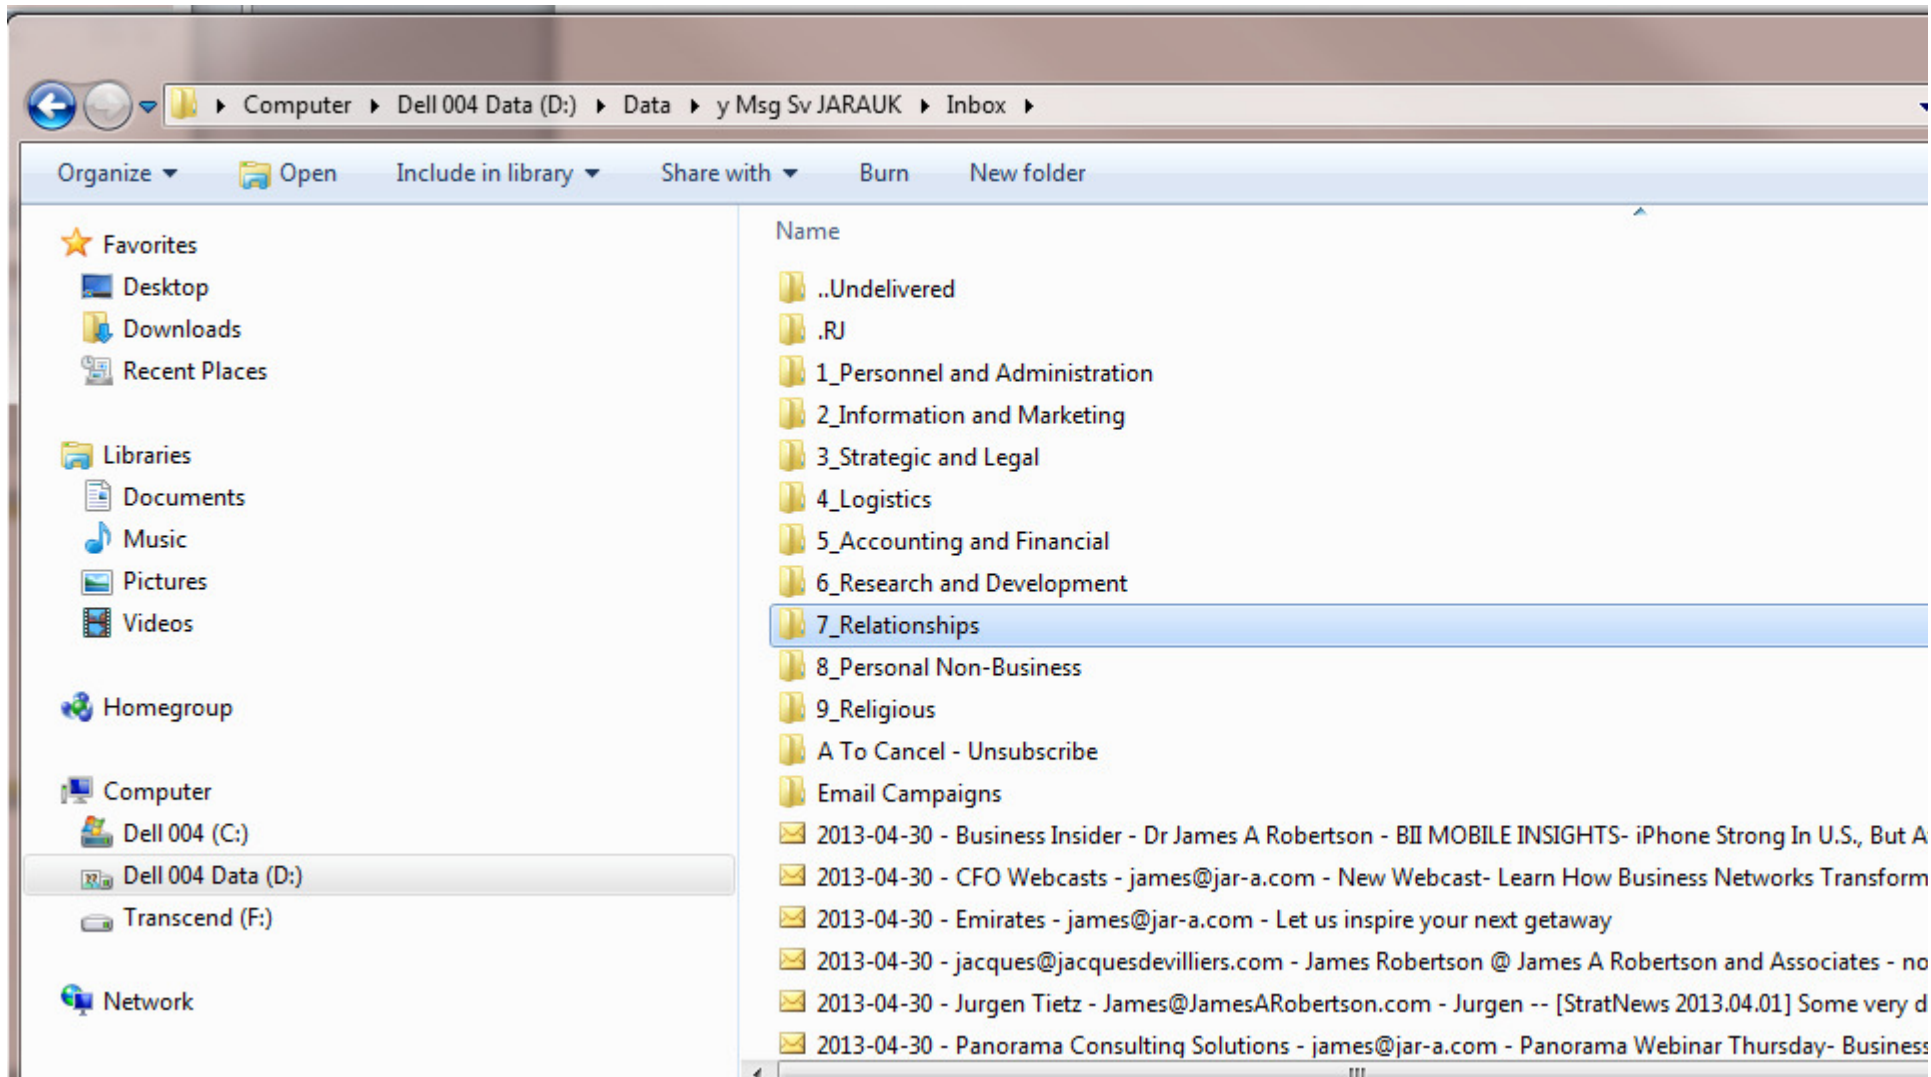 Computer ▸ Dell 004 Data (D:) ▸ Data ▸ y Msg Sv JARAUK ▸ Inbox ▸
Organize Open Include in library Share with Burn New folder
Favorites
Desktop
Downloads
Recent Places
Libraries
Documents
Music
Pictures
Videos
Homegroup
Computer
Dell 004 (C:)
Dell 004 Data (D:)
Transcend (F:)
Network
Name
..Undelivered
.RJ
1_Personnel and Administration
2_Information and Marketing
3_Strategic and Legal
4_Logistics
5_Accounting and Financial
6_Research and Development
7_Relationships
8_Personal Non-Business
9_Religious
A To Cancel - Unsubscribe
Email Campaigns
2013-04-30 - Business Insider - Dr James A Robertson - BII MOBILE INSIGHTS- iPhone Strong In U.S., But
2013-04-30 - CFO Webcasts - james@jar-a.com - New Webcast- Learn How Business Networks Transform
2013-04-30 - Emirates - james@jar-a.com - Let us inspire your next getaway
2013-04-30 - jacques@jacquesdevilliers.com - James Robertson @ James A Robertson and Associates -
2013-04-30 - Jurgen Tietz - James@JamesARobertson.com - Jurgen -- [StratNews 2013.04.01] Some very
2013-04-30 - Panorama Consulting Solutions - james@jar-a.com - Panorama Webinar Thursday- Business